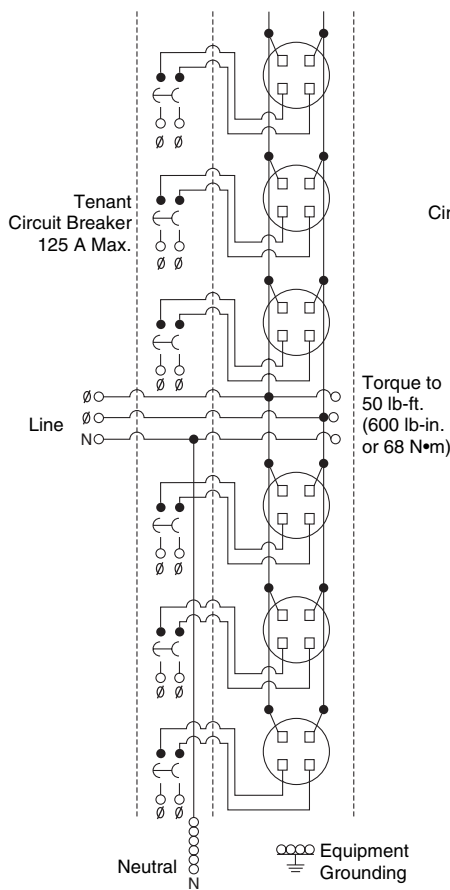 Ø Ø
Tenant
Circuit Breaker
125 A Max.
Cir
Ø Ø
Ø Ø
Ø
Ø
Line
N
Torque to
50 lb-ft.
(600 lb-in.
or 68 N•m)
Ø Ø
Ø Ø
Ø Ø
Neutral
N
Equipment
Grounding